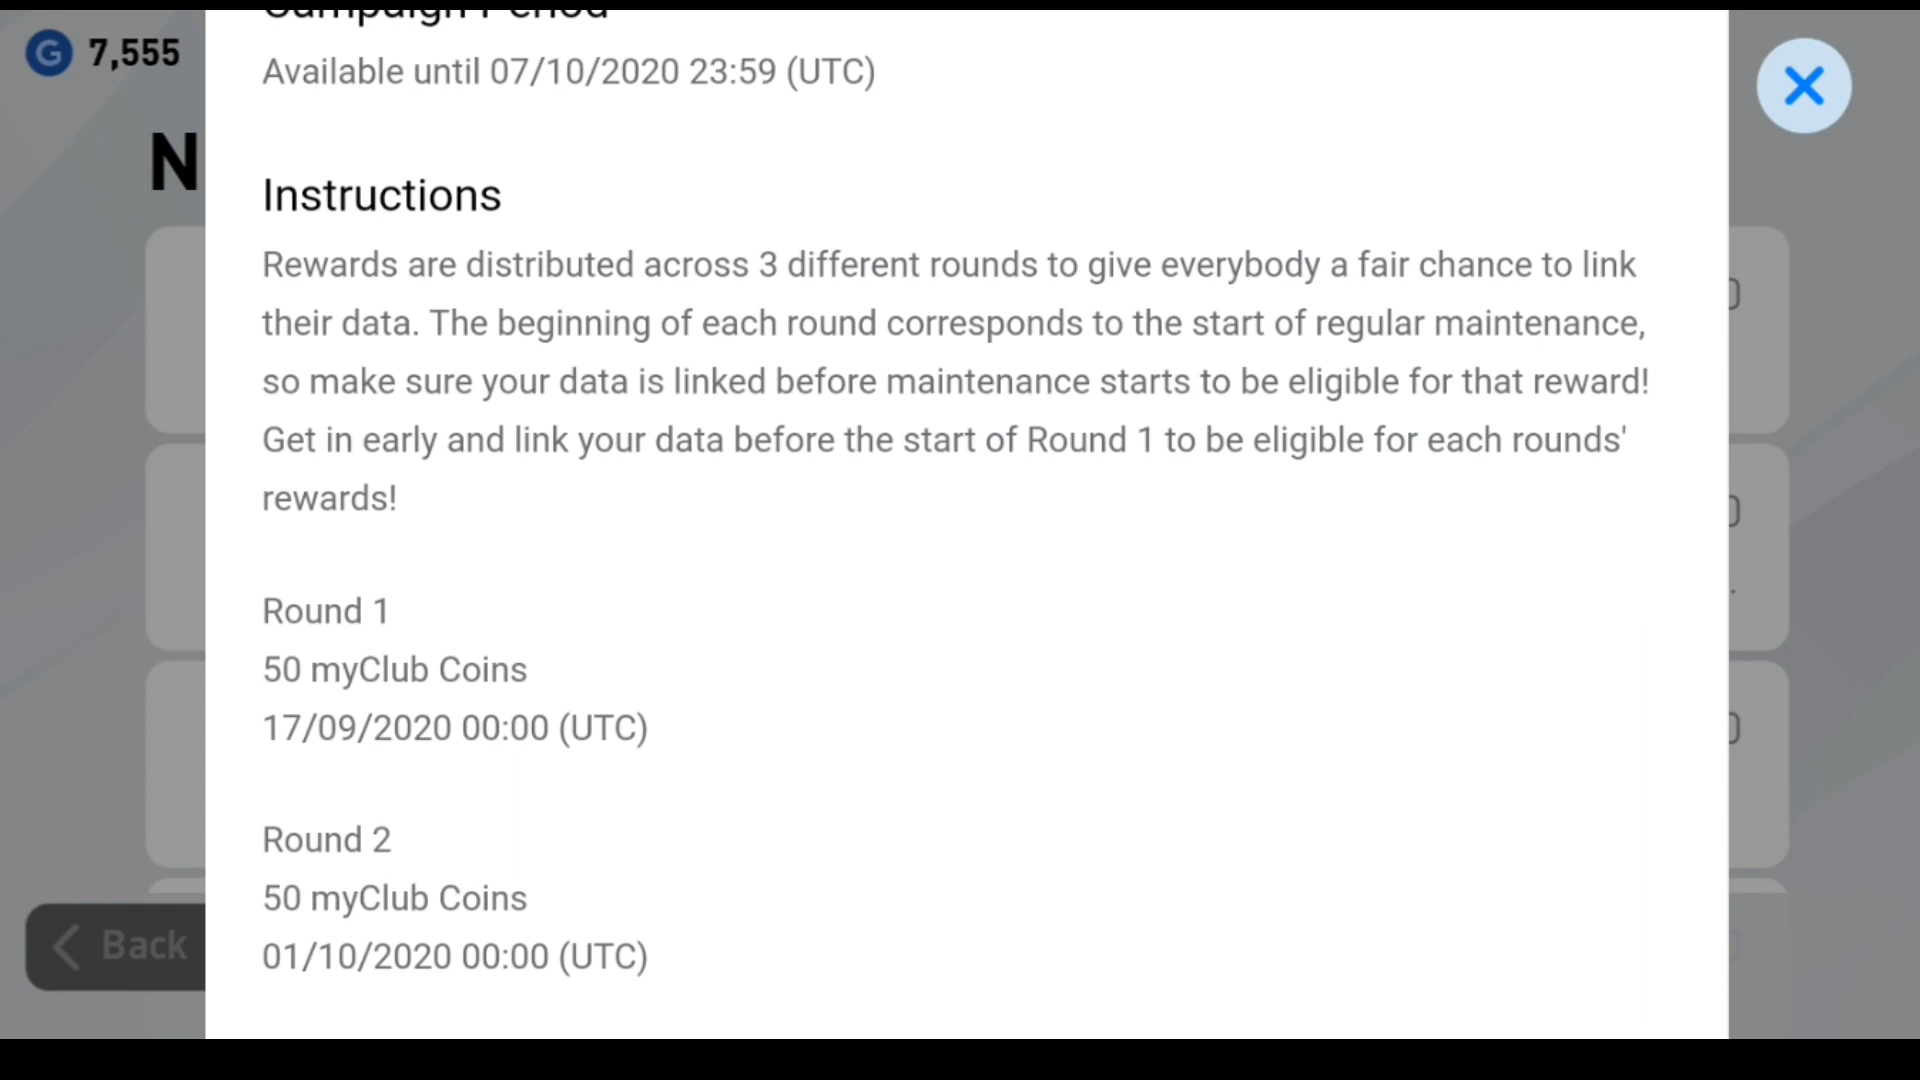 Campaign Period
G 7,555
Available until 07/10/2020 23:59 (UTC)
N
Instructions
Rewards are distributed across 3 different rounds to give everybody a fair chance to link
their data. The beginning of each round corresponds to the start of regular maintenance,
so make sure your data is linked before maintenance starts to be eligible for that reward!
Get in early and link your data before the start of Round 1 to be eligible for each rounds'
rewards!
Round 1
50 myClub Coins
17/09/2020 00:00 (UTC)
Round 2
50 myClub Coins
01/10/2020 00:00 (UTC)
Back